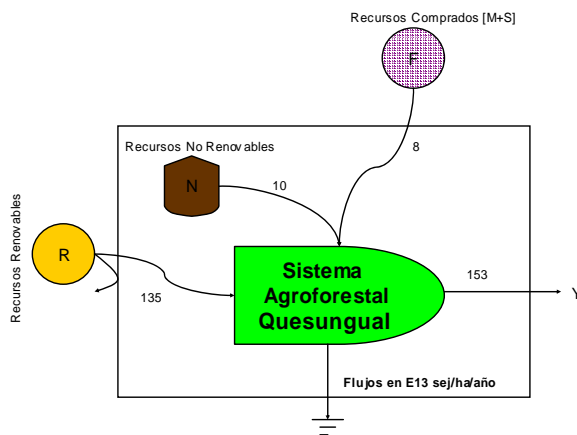 Recursos Comprados [M+S]
F
Recursos No Renovables
8
N
10
Recursos Renovables
R
135
Sistema
Agroforestal
Quesungual
153
Y
Flujos en E13 sej/ha/año